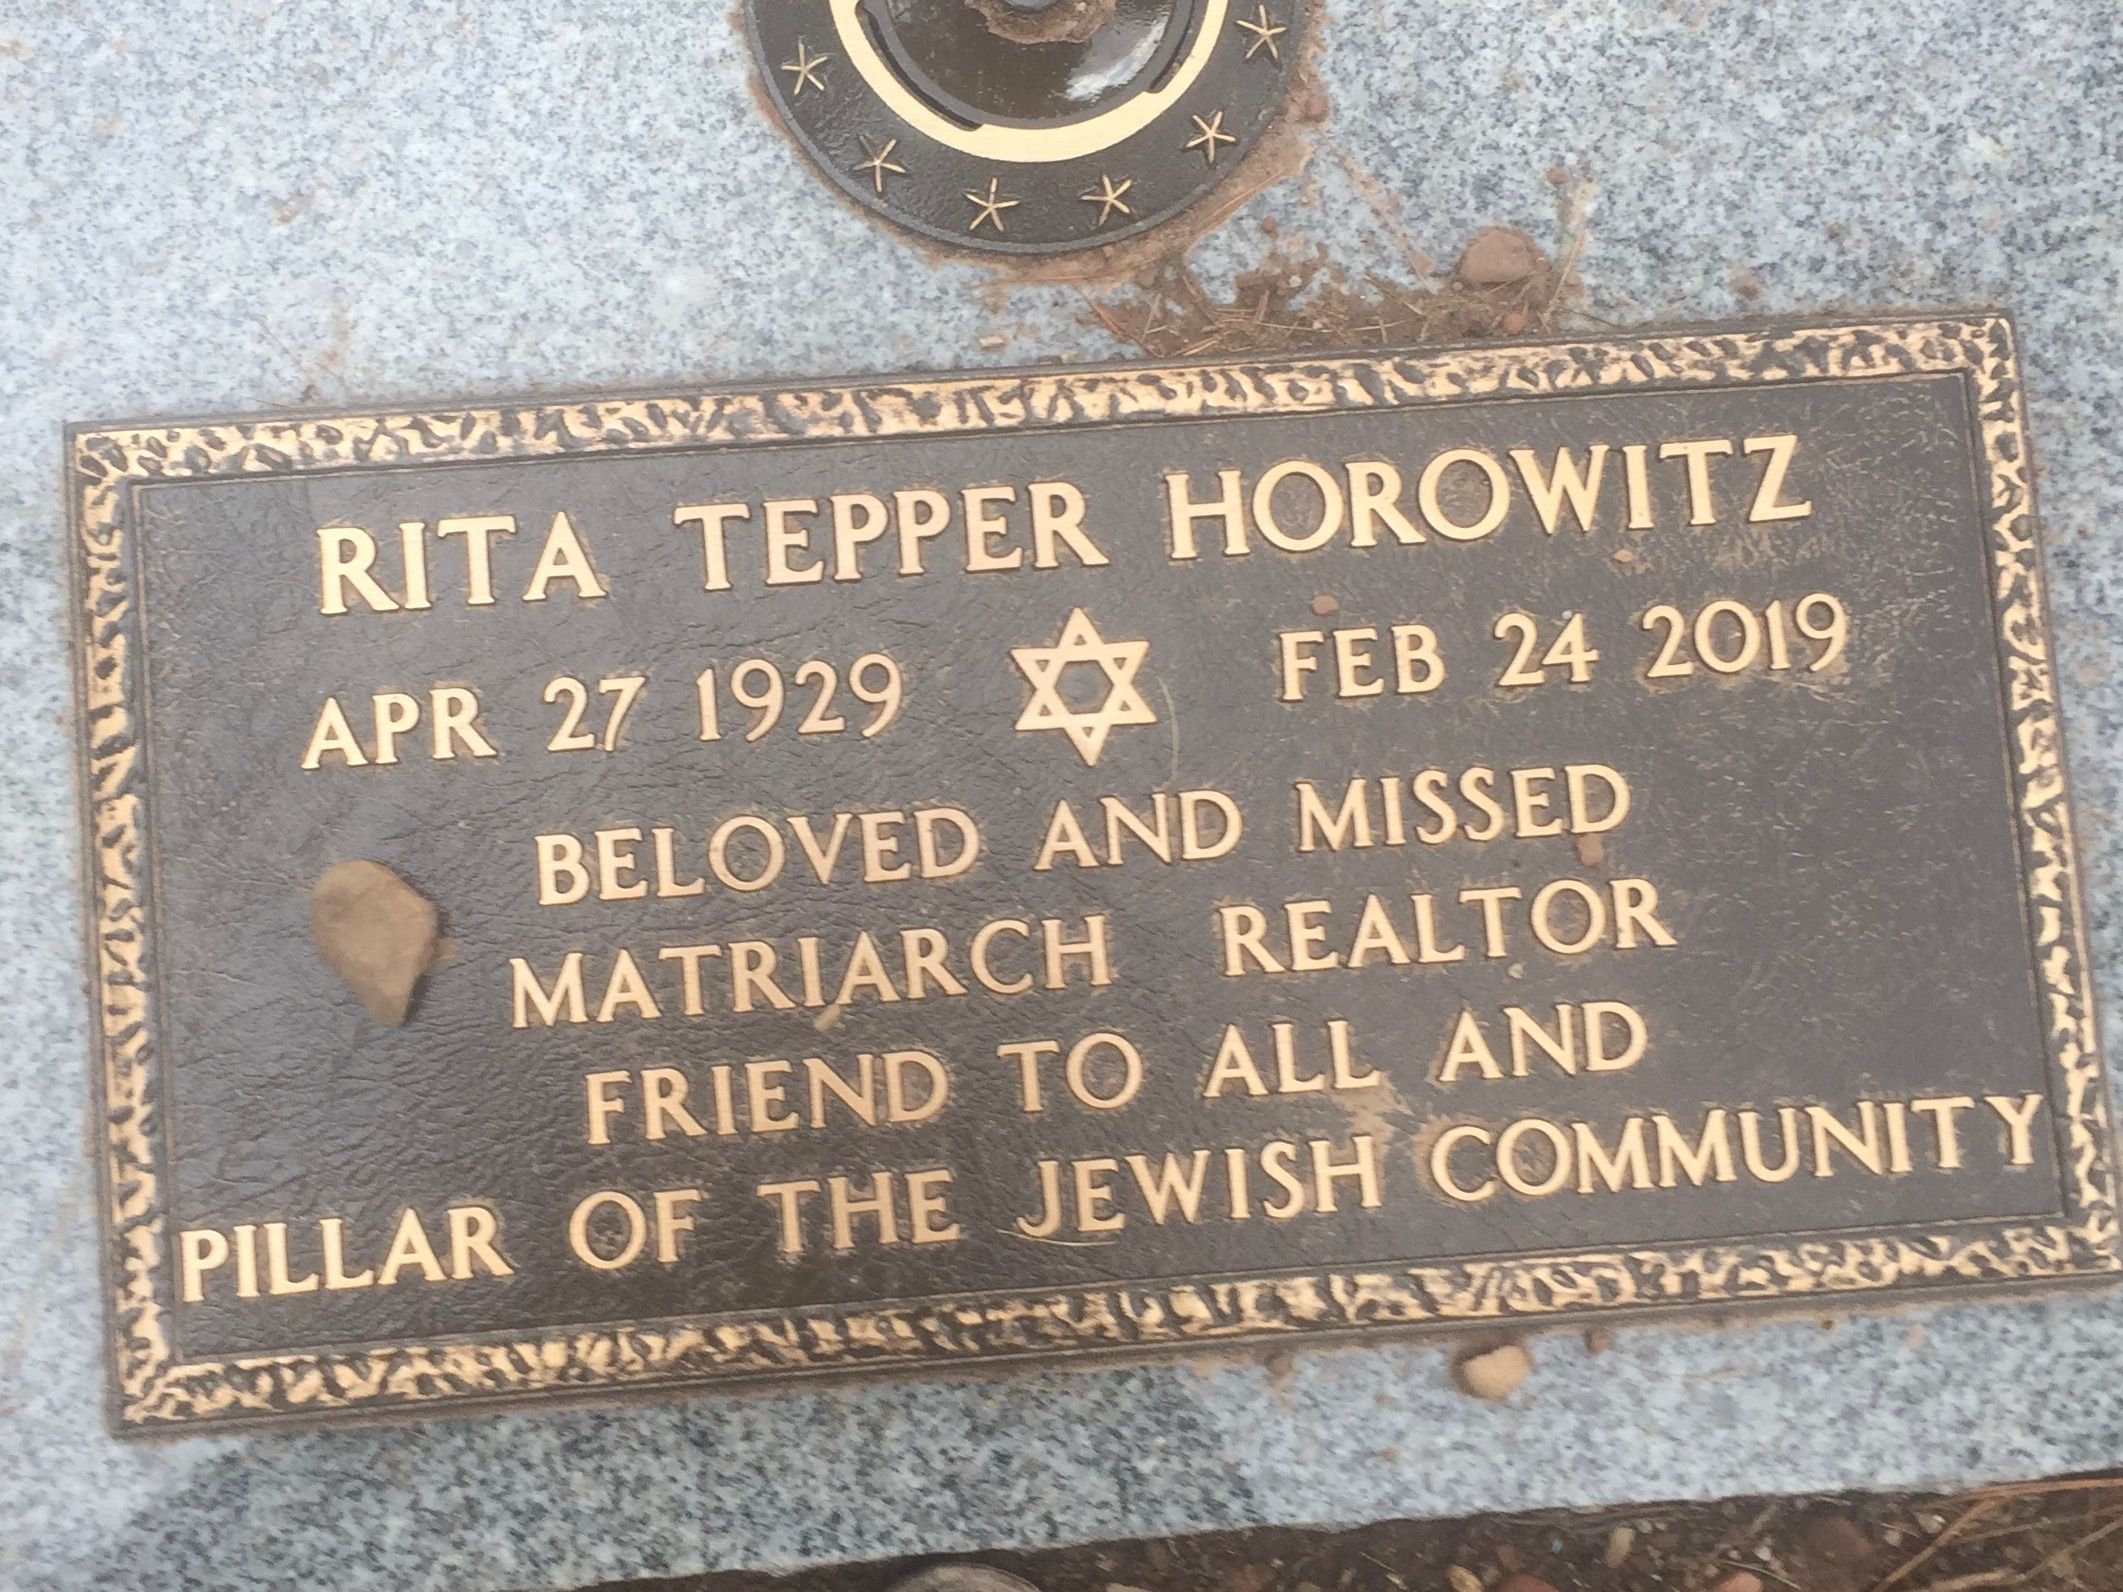 RITA TEPPER HOROWITZ
APR 27 1929 FEB 24 2019
BELOVED AND MISSED
MATRIARCH REALTOR
FRIEND TO ALL AND
PILLAR OF THE JEWISH COMMUNITY